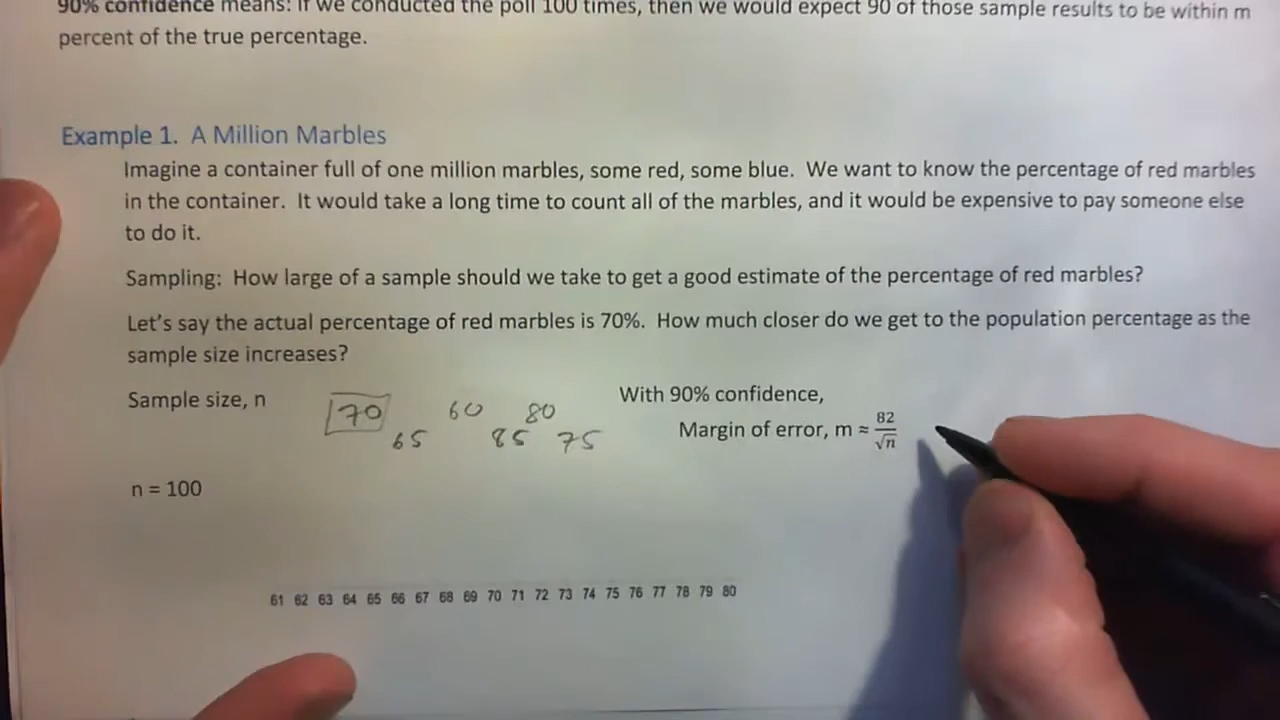 90% confidence means: if we conducted the poll 100 times, then we would expect 90 of those sample results to be within m
percent of the true percentage.
Example 1. A Million Marbles
Imagine a container full of one million marbles, some red, some blue. We want to know the percentage of red marbles
in the container. It would take a long time to count all of the marbles, and it would be expensive to pay someone else
to do it.
Sampling: How large of a sample should we take to get a good estimate of the percentage of red marbles?
Let's say the actual percentage of red marbles is 70%. How much closer do we get to the population percentage as the
sample size increases?
Sample size, n
70
60
80
65
85
75
With 90% confidence,
Margin of error, m ≈ 82/√n
n = 100
61 62 63 64 65 66 67 68 69 70 71 72 73 74 75 76 77 78 79 80